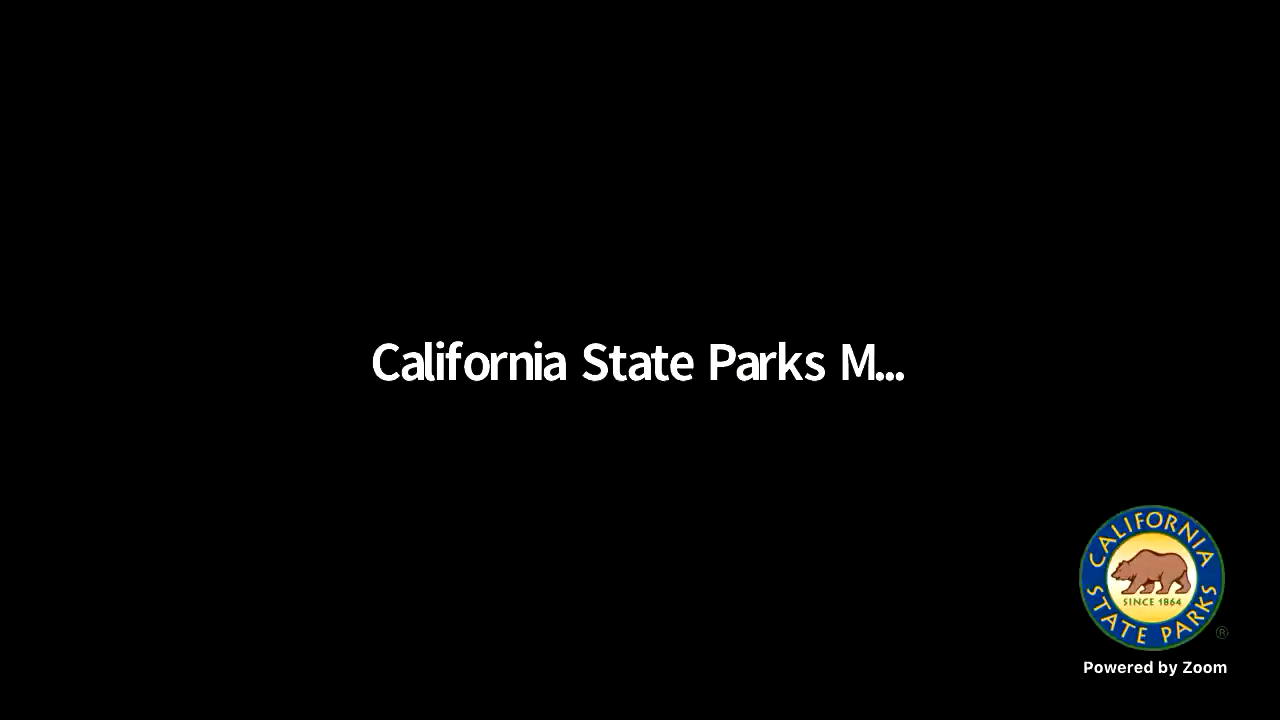 California State Parks M...
CALIFORNIA
SINCE 1864
STATE PARKS
®
Powered by Zoom